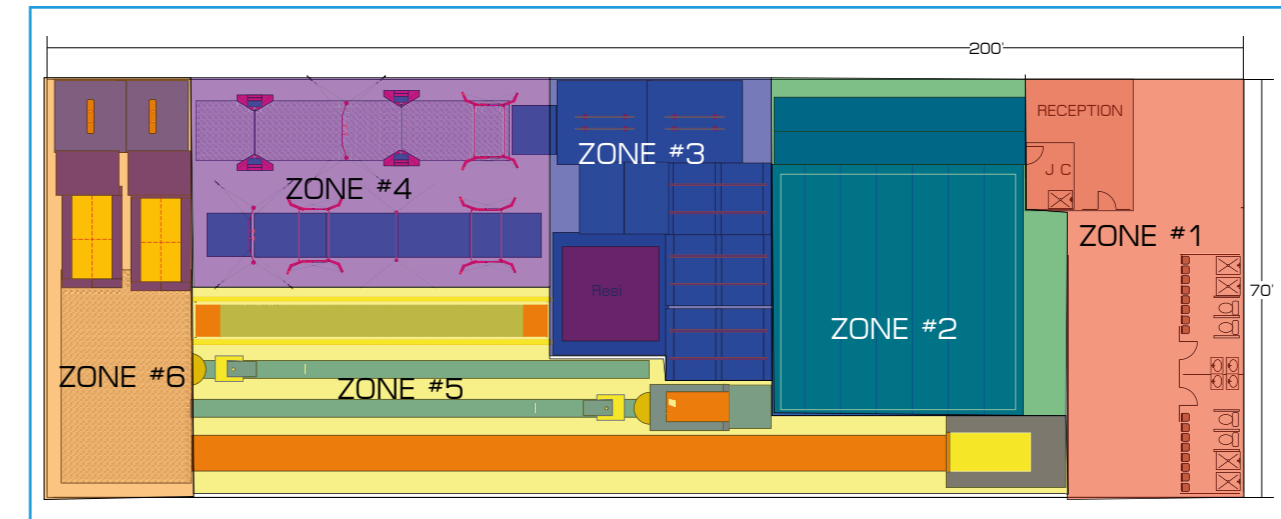 200'
RECEPTION
ZONE #3
J C
ZONE #4
ZONE #1
Resi
70'
ZONE #2
ZONE #6
ZONE #5